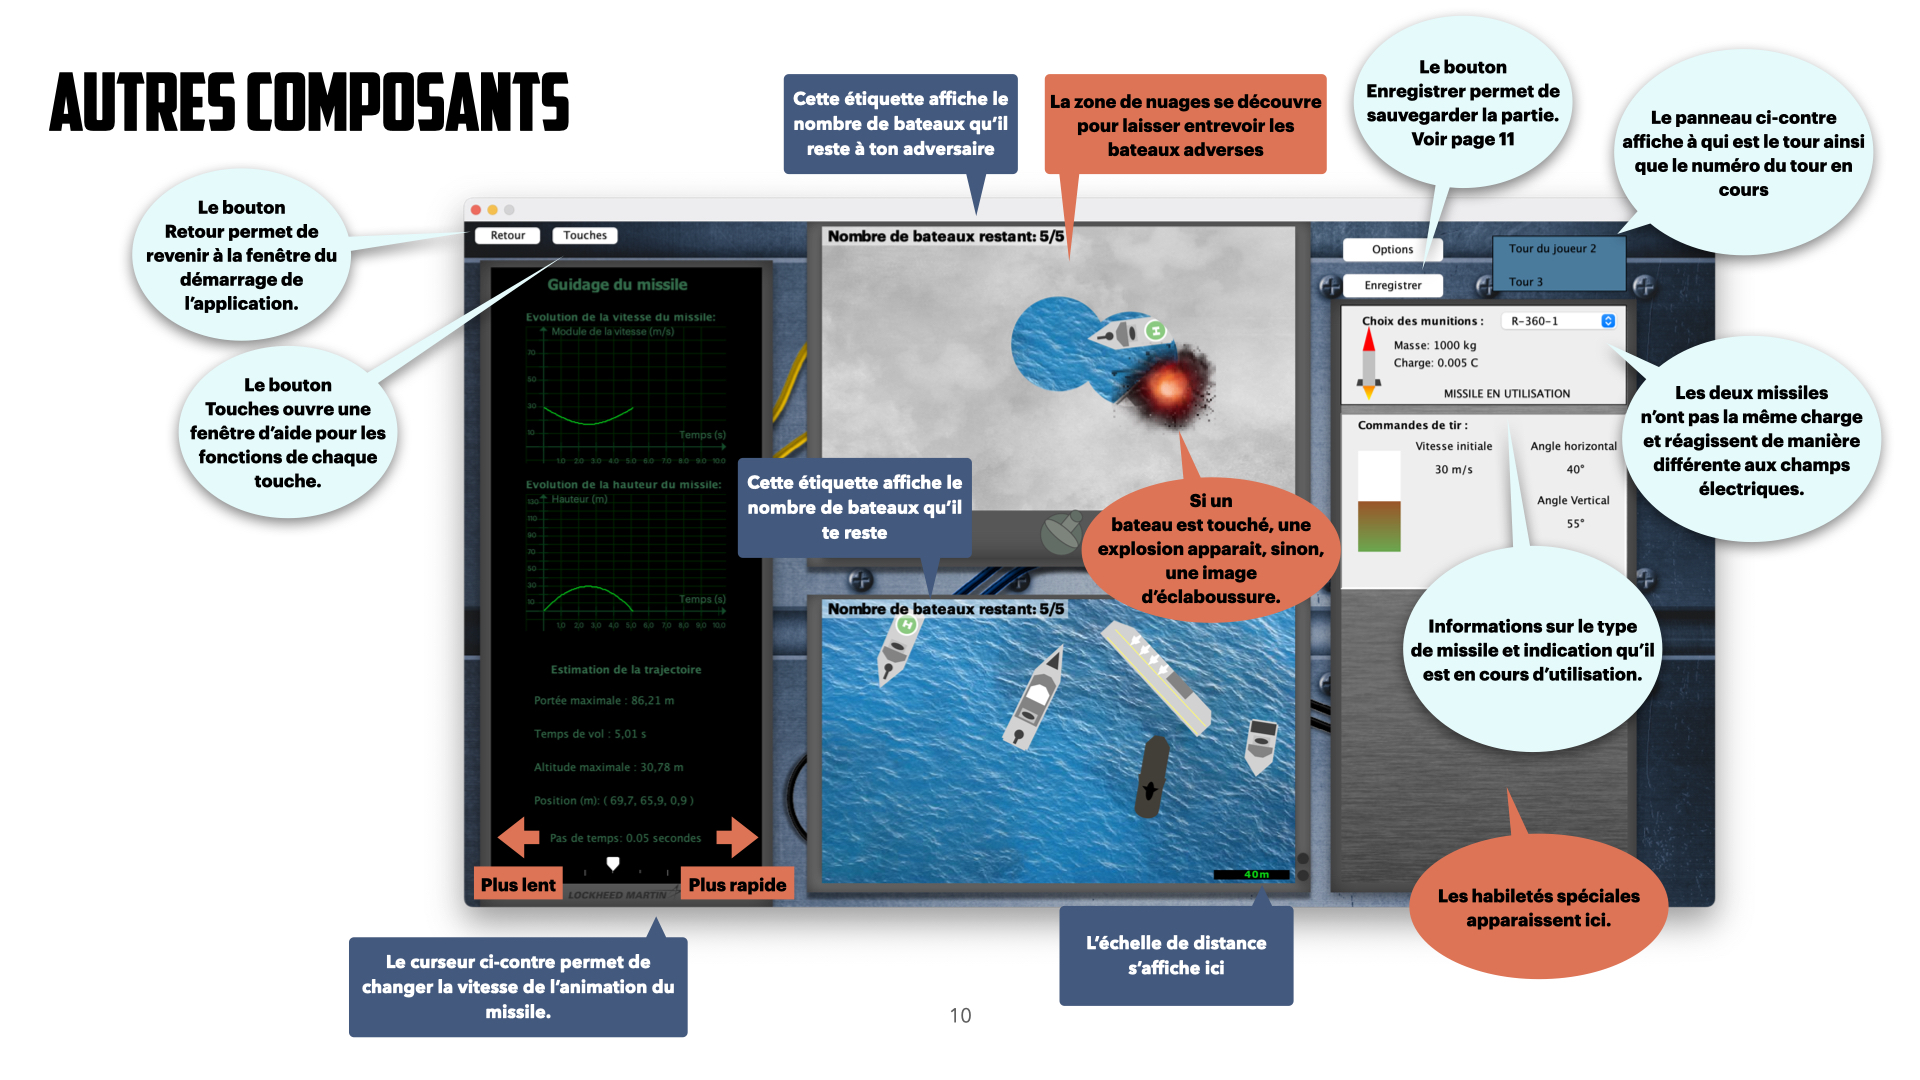 AUTRES COMPOSANTS
Cette étiquette affiche le
nombre de bateaux qu'il
reste à ton adversaire
La zone de nuages se découvre
pour laisser entrevoir les
bateaux adverses
Le bouton
Enregistrer permet de
sauvegarder la partie.
Voir page 11
Le panneau ci-contre
affiche à qui est le tour ainsi
que le numéro du tour en
cours
Le bouton
Retour permet de
revenir à la fenêtre du
démarrage de
l'application.
Le bouton
Touches ouvre une
fenêtre d'aide pour les
fonctions de chaque
touche.
Retour
Touches
Guidage du missile
Evolution de la vitesse du missile:
Module de la vitesse (m/s)
70
50
30
10
Temps (s)
1,0 2,0 3,0 4,0 5,0 6,0 7,0 8,0 9,0 10,0
Evolution de la hauteur du missile:
Hauteur (m)
130
110
90
70
50
30
10
Temps (s)
1,0 2,0 3,0 4,0 5,0 6,0 7,0 8,0 9,0 10,0
Estimation de la trajectoire
Portée maximale : 86,21 m
Temps de vol : 5,01 s
Altitude maximale : 30,78 m
Position (m): ( 69,7, 65,9, 0,9 )
Pas de temps: 0.05 secondes
Plus lent
Plus rapide
LOCKHEED MARTIN
Le curseur ci-contre permet de
changer la vitesse de l'animation du
missile.
Nombre de bateaux restant: 5/5
H
Cette étiquette affiche le
nombre de bateaux qu'il
te reste
Si un
bateau est touché, une
explosion apparait, sinon,
une image
d'éclaboussure.
Nombre de bateaux restant: 5/5
H
40m
L'échelle de distance
s'affiche ici
Options
Enregistrer
Tour du joueur 2
Tour 3
Choix des munitions :
R-360-1
Masse: 1000 kg
Charge: 0.005 C
MISSILE EN UTILISATION
Commandes de tir :
Vitesse initiale
30 m/s
Angle horizontal
40°
Angle Vertical
55°
Les deux missiles
n'ont pas la même charge
et réagissent de manière
différente aux champs
électriques.
Informations sur le type
de missile et indication qu'il
est en cours d'utilisation.
Les habiletés spéciales
apparaissent ici.
10